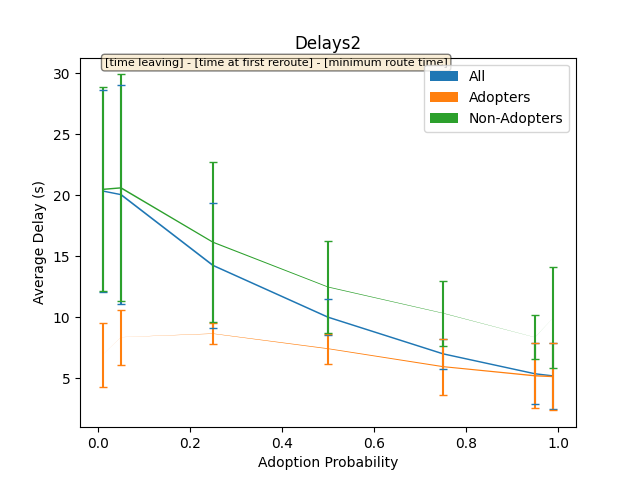 Delays2
[time leaving] - [time at first reroute] - [minimum route time]
All
Adopters
Non-Adopters
Average Delay (s)
30
25
20
15
10
5
0.0 0.2 0.4 0.6 0.8 1.0
Adoption Probability